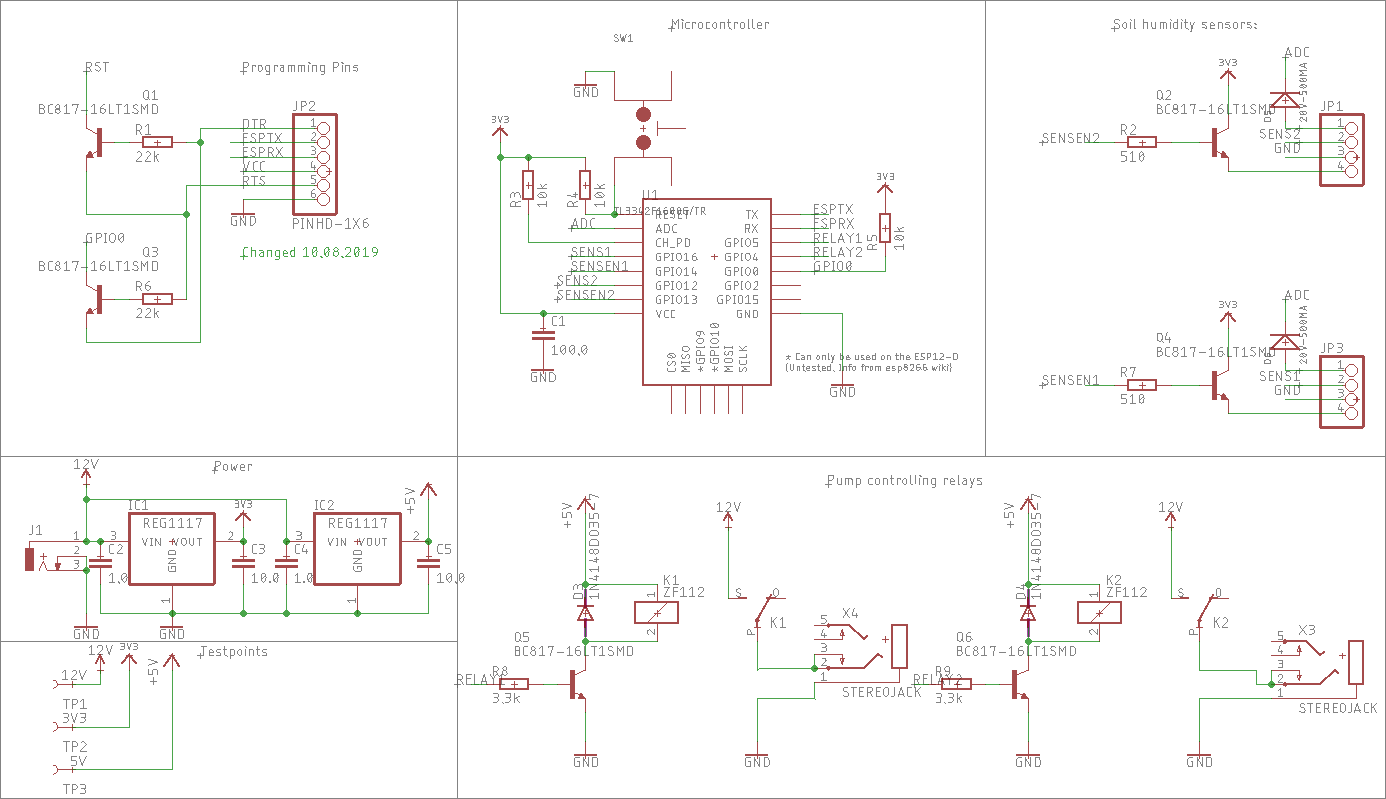 RST
Programming Pins
Q1
BC817-16LT1SMD
R1
22k
JP2
DTR
ESPTX
ESPRX
VCC
RTS
1
2
3
4
5
6
GND
PINHD-1X6
GPIO0
Changed 10.08.2019
Q3
BC817-16LT1SMD
R6
22k
Microcontroller
SW1
GND
3V3
R3
10k
R4
10k
U1
ADC
SENS1
SENSEN1
SENS2
SENSEN2
RESET
ADC
CH_PD
GPIO16
GPIO14
GPIO12
GPIO13
VCC
TX
RX
GPIO5
GPIO4
GPIO0
GPIO2
GPIO15
GND
CS0
MISO
*GPIO9
*GPIO10
MOSI
SCLK
ESPTX
ESPRX
RELAY1
RELAY2
GPIO0
3V3
R5
10k
C1
100.0
GND
* Can only be used on the ESP12-D
(Untested, Info from esp8266 wiki)
GND
Soil humidity sensors:
ADC
3V3
Q2
BC817-16LT1SMD
20V-500MA
JP1
SENSEN2
R2
510
SENS2
GND
1
2
3
4
ADC
3V3
Q4
BC817-16LT1SMD
20V-500MA
JP3
SENSEN1
R7
510
SENS1
GND
1
2
3
4
Power
12V
J1
1
2
3
IC1
REG1117
VIN
VOUT
GND
3
2
1
3V3
C2
1.0
C3
10.0
C4
1.0
IC2
REG1117
VIN
VOUT
GND
3
2
1
+5V
C5
10.0
GND
GND
Testpoints
12V
3V3
+5V
12V
TP1
3V3
TP2
5V
TP3
Pump controlling relays
+5V
D3
1N4148DO35-7
K1
ZF112
1
2
Q5
BC817-16LT1SMD
RELAY1
R8
3.3k
GND
12V
S
O
P
K1
X4
5
4
3
2
1
STEREOJACK
GND
+5V
D4
1N4148DO35-7
K2
ZF112
1
2
Q6
BC817-16LT1SMD
RELAY2
R9
3.3k
GND
12V
S
O
P
K2
X3
5
4
3
2
1
STEREOJACK
GND